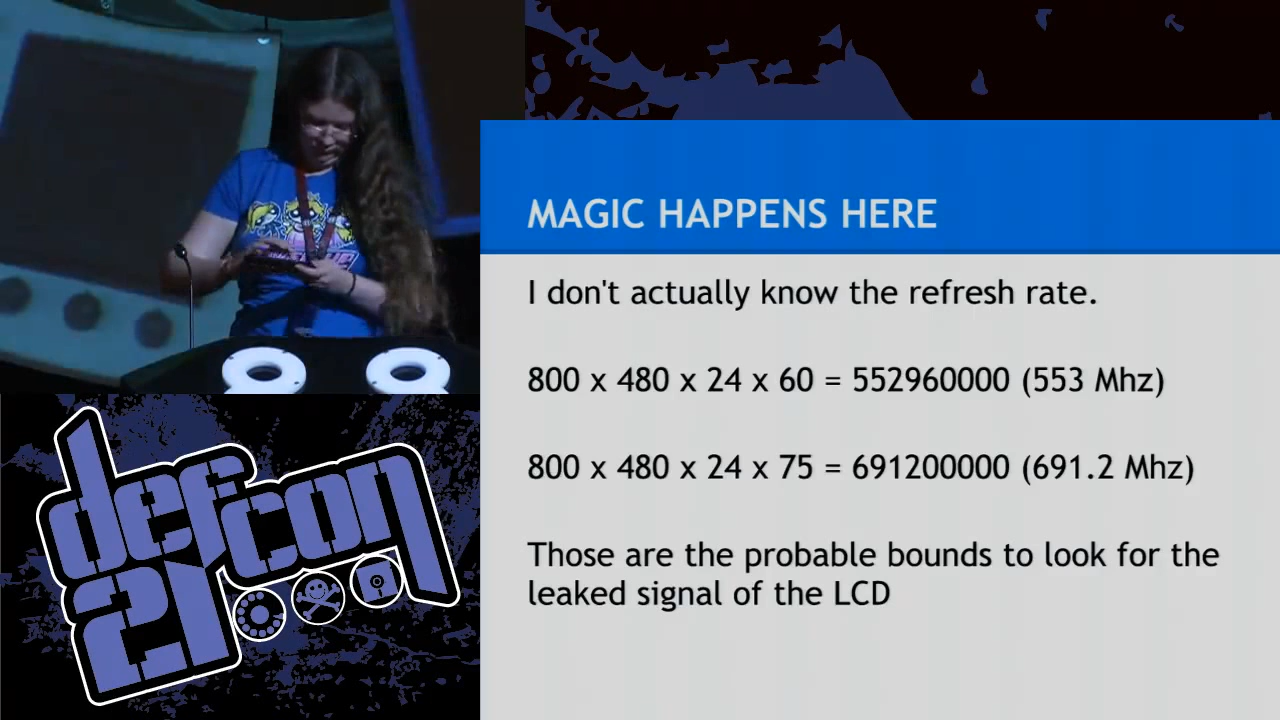 MAGIC HAPPENS HERE
I don't actually know the refresh rate.
800 x 480 x 24 x 60 = 552960000 (553 Mhz)
800 x 480 x 24 x 75 = 691200000 (691.2 Mhz)
Those are the probable bounds to look for the
leaked signal of the LCD
defcon
21